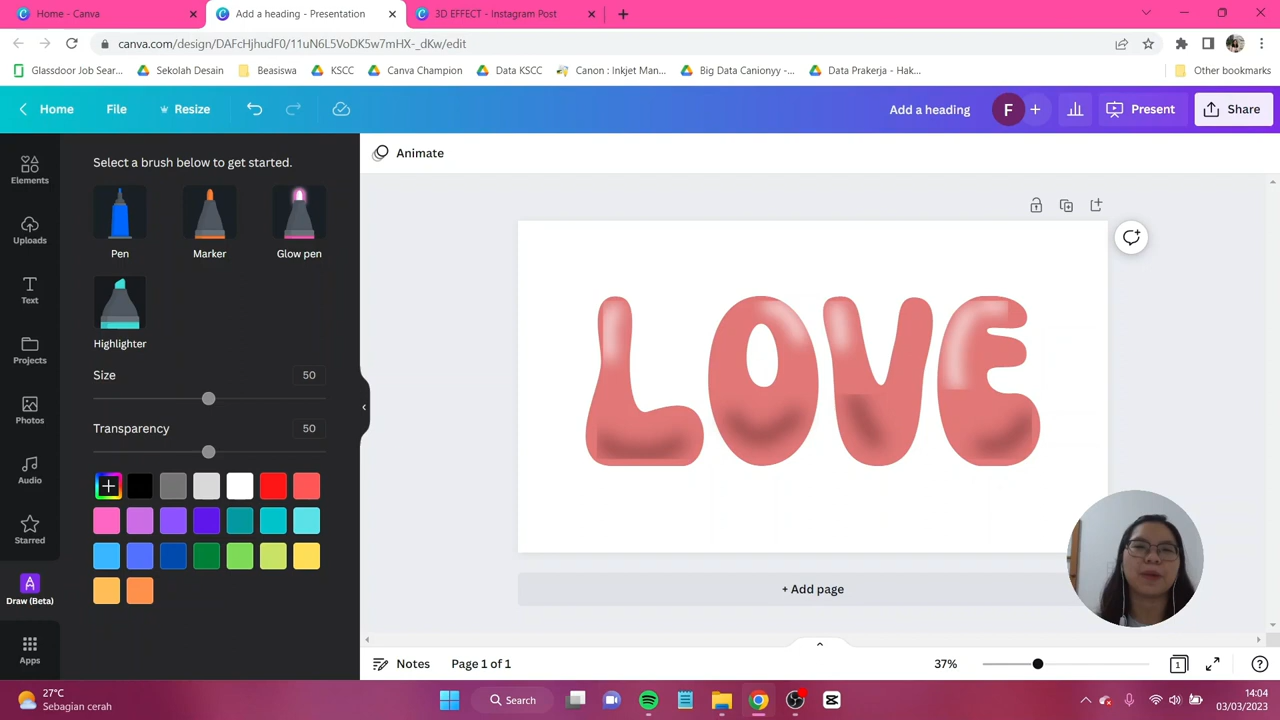 Home - Canva
Add a heading - Presentation
3D EFFECT - Instagram Post
canva.com/design/DAFcHjhudF0/11uN6L5VoDK5w7mHX-_dKw/edit
Glassdoor Job Sear...
Sekolah Desain
Beasiswa
KSCC
Canva Champion
Data KSCC
Canon : Inkjet Man...
Big Data Canionyy -...
Data Prakerja - Hak...
Other bookmarks
Home
File
Resize
Add a heading
F
Present
Share
Elements
Uploads
Text
Projects
Photos
Audio
Starred
Draw (Beta)
Apps
Select a brush below to get started.
Pen
Marker
Glow pen
Highlighter
Size
50
Transparency
50
Animate
LOVE
+ Add page
Notes
Page 1 of 1
37%
1
27°C
Sebagian cerah
Search
14:04
03/03/2023